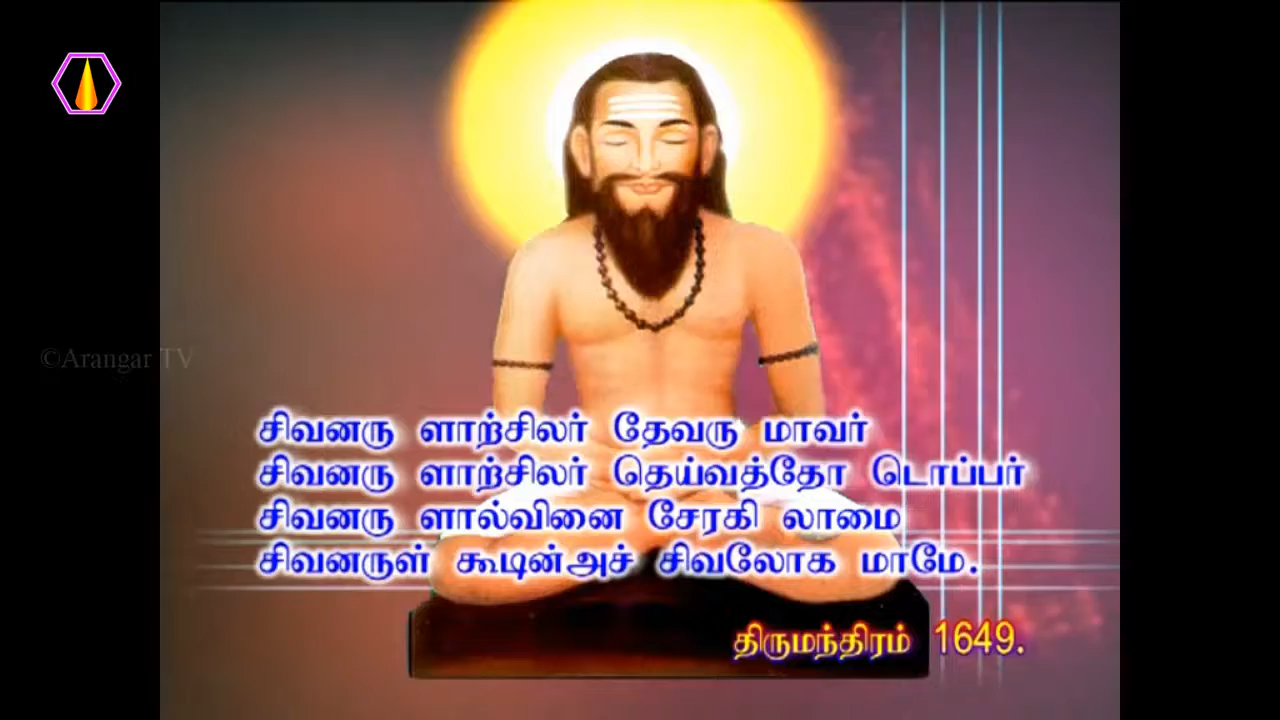 ©Arangar TV
சிவனரு ளாற்சிலர் தேவரு மாவர்
சிவனரு ளாற்சிலர் தெய்வத்தோ டொப்பர்
சிவனரு ளால்வினை சேரகி லாமை
சிவனருள் கூடின்அச் சிவலோக மாமே.
திருமந்திரம் 1649.